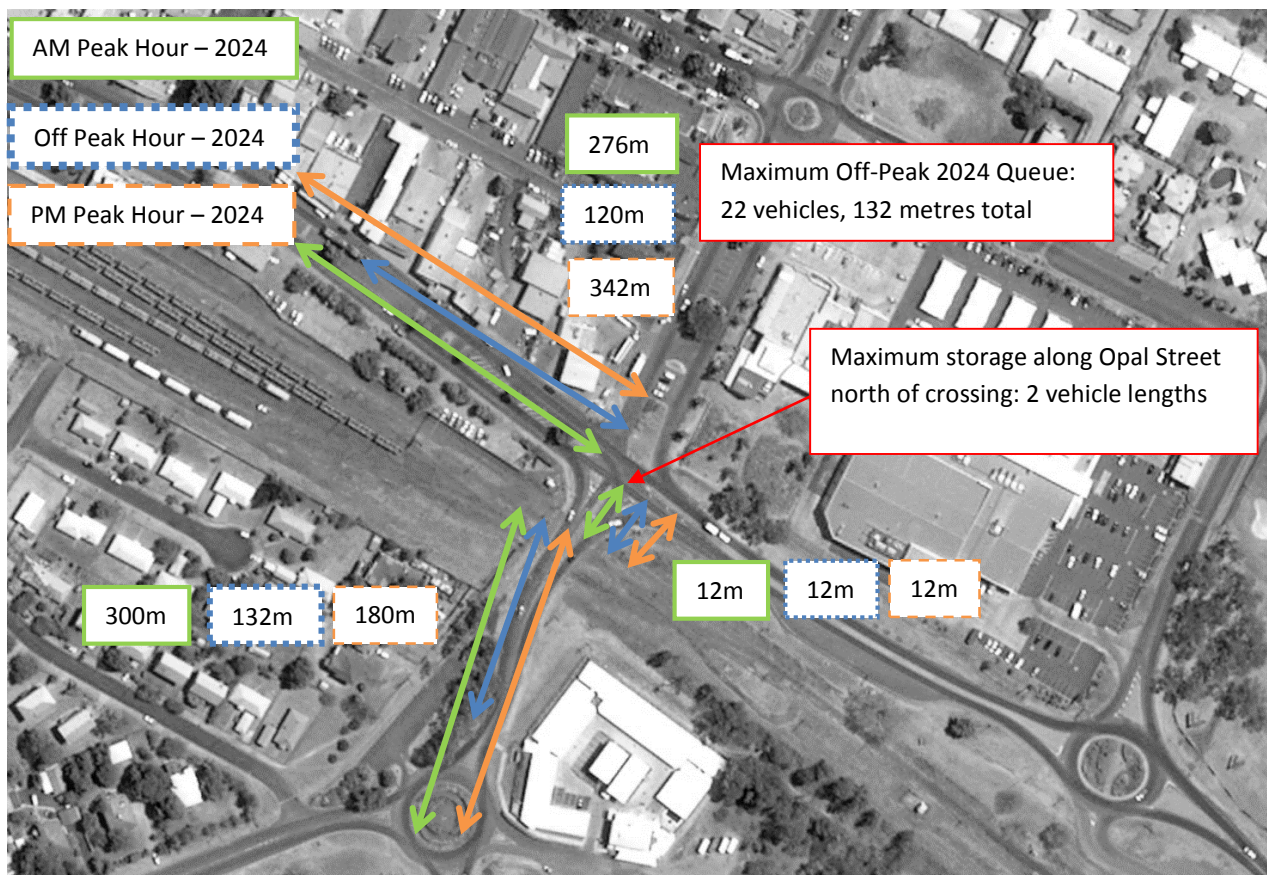 AM Peak Hour – 2024
Off Peak Hour – 2024
PM Peak Hour – 2024
276m
120m
342m
Maximum Off-Peak 2024 Queue:
22 vehicles, 132 metres total
Maximum storage along Opal Street
north of crossing: 2 vehicle lengths
12m
12m
12m
300m
132m
180m